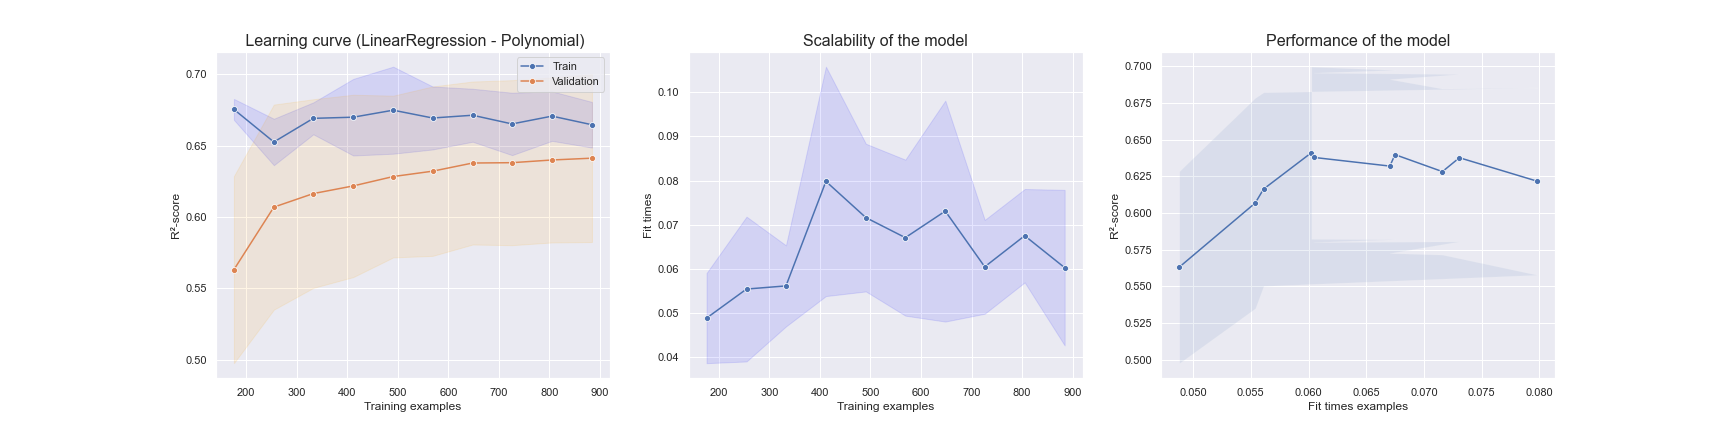 Learning curve (LinearRegression - Polynomial)
R²-score
0.70
0.65
0.60
0.55
0.50
Train
Validation
200 300 400 500 600 700 800 900
Training examples
Scalability of the model
Fit times
0.10
0.09
0.08
0.07
0.06
0.05
0.04
200 300 400 500 600 700 800 900
Training examples
Performance of the model
R²-score
0.700
0.675
0.650
0.625
0.600
0.575
0.550
0.525
0.500
0.050 0.055 0.060 0.065 0.070 0.075 0.080
Fit times examples